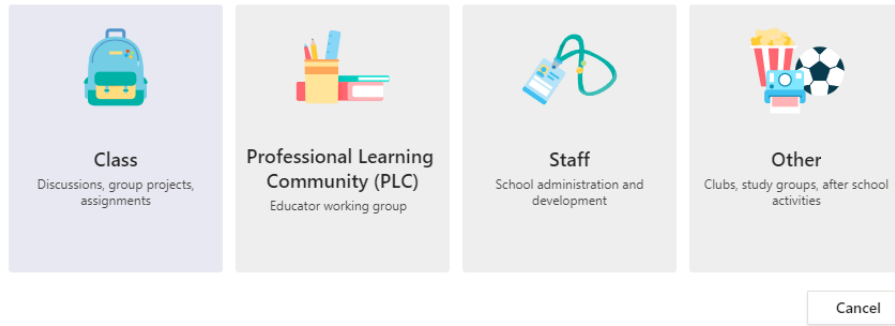 Class
Discussions, group projects,
assignments
Professional Learning
Community (PLC)
Educator working group
Staff
School administration and
development
Other
Clubs, study groups, after school
activities
Cancel